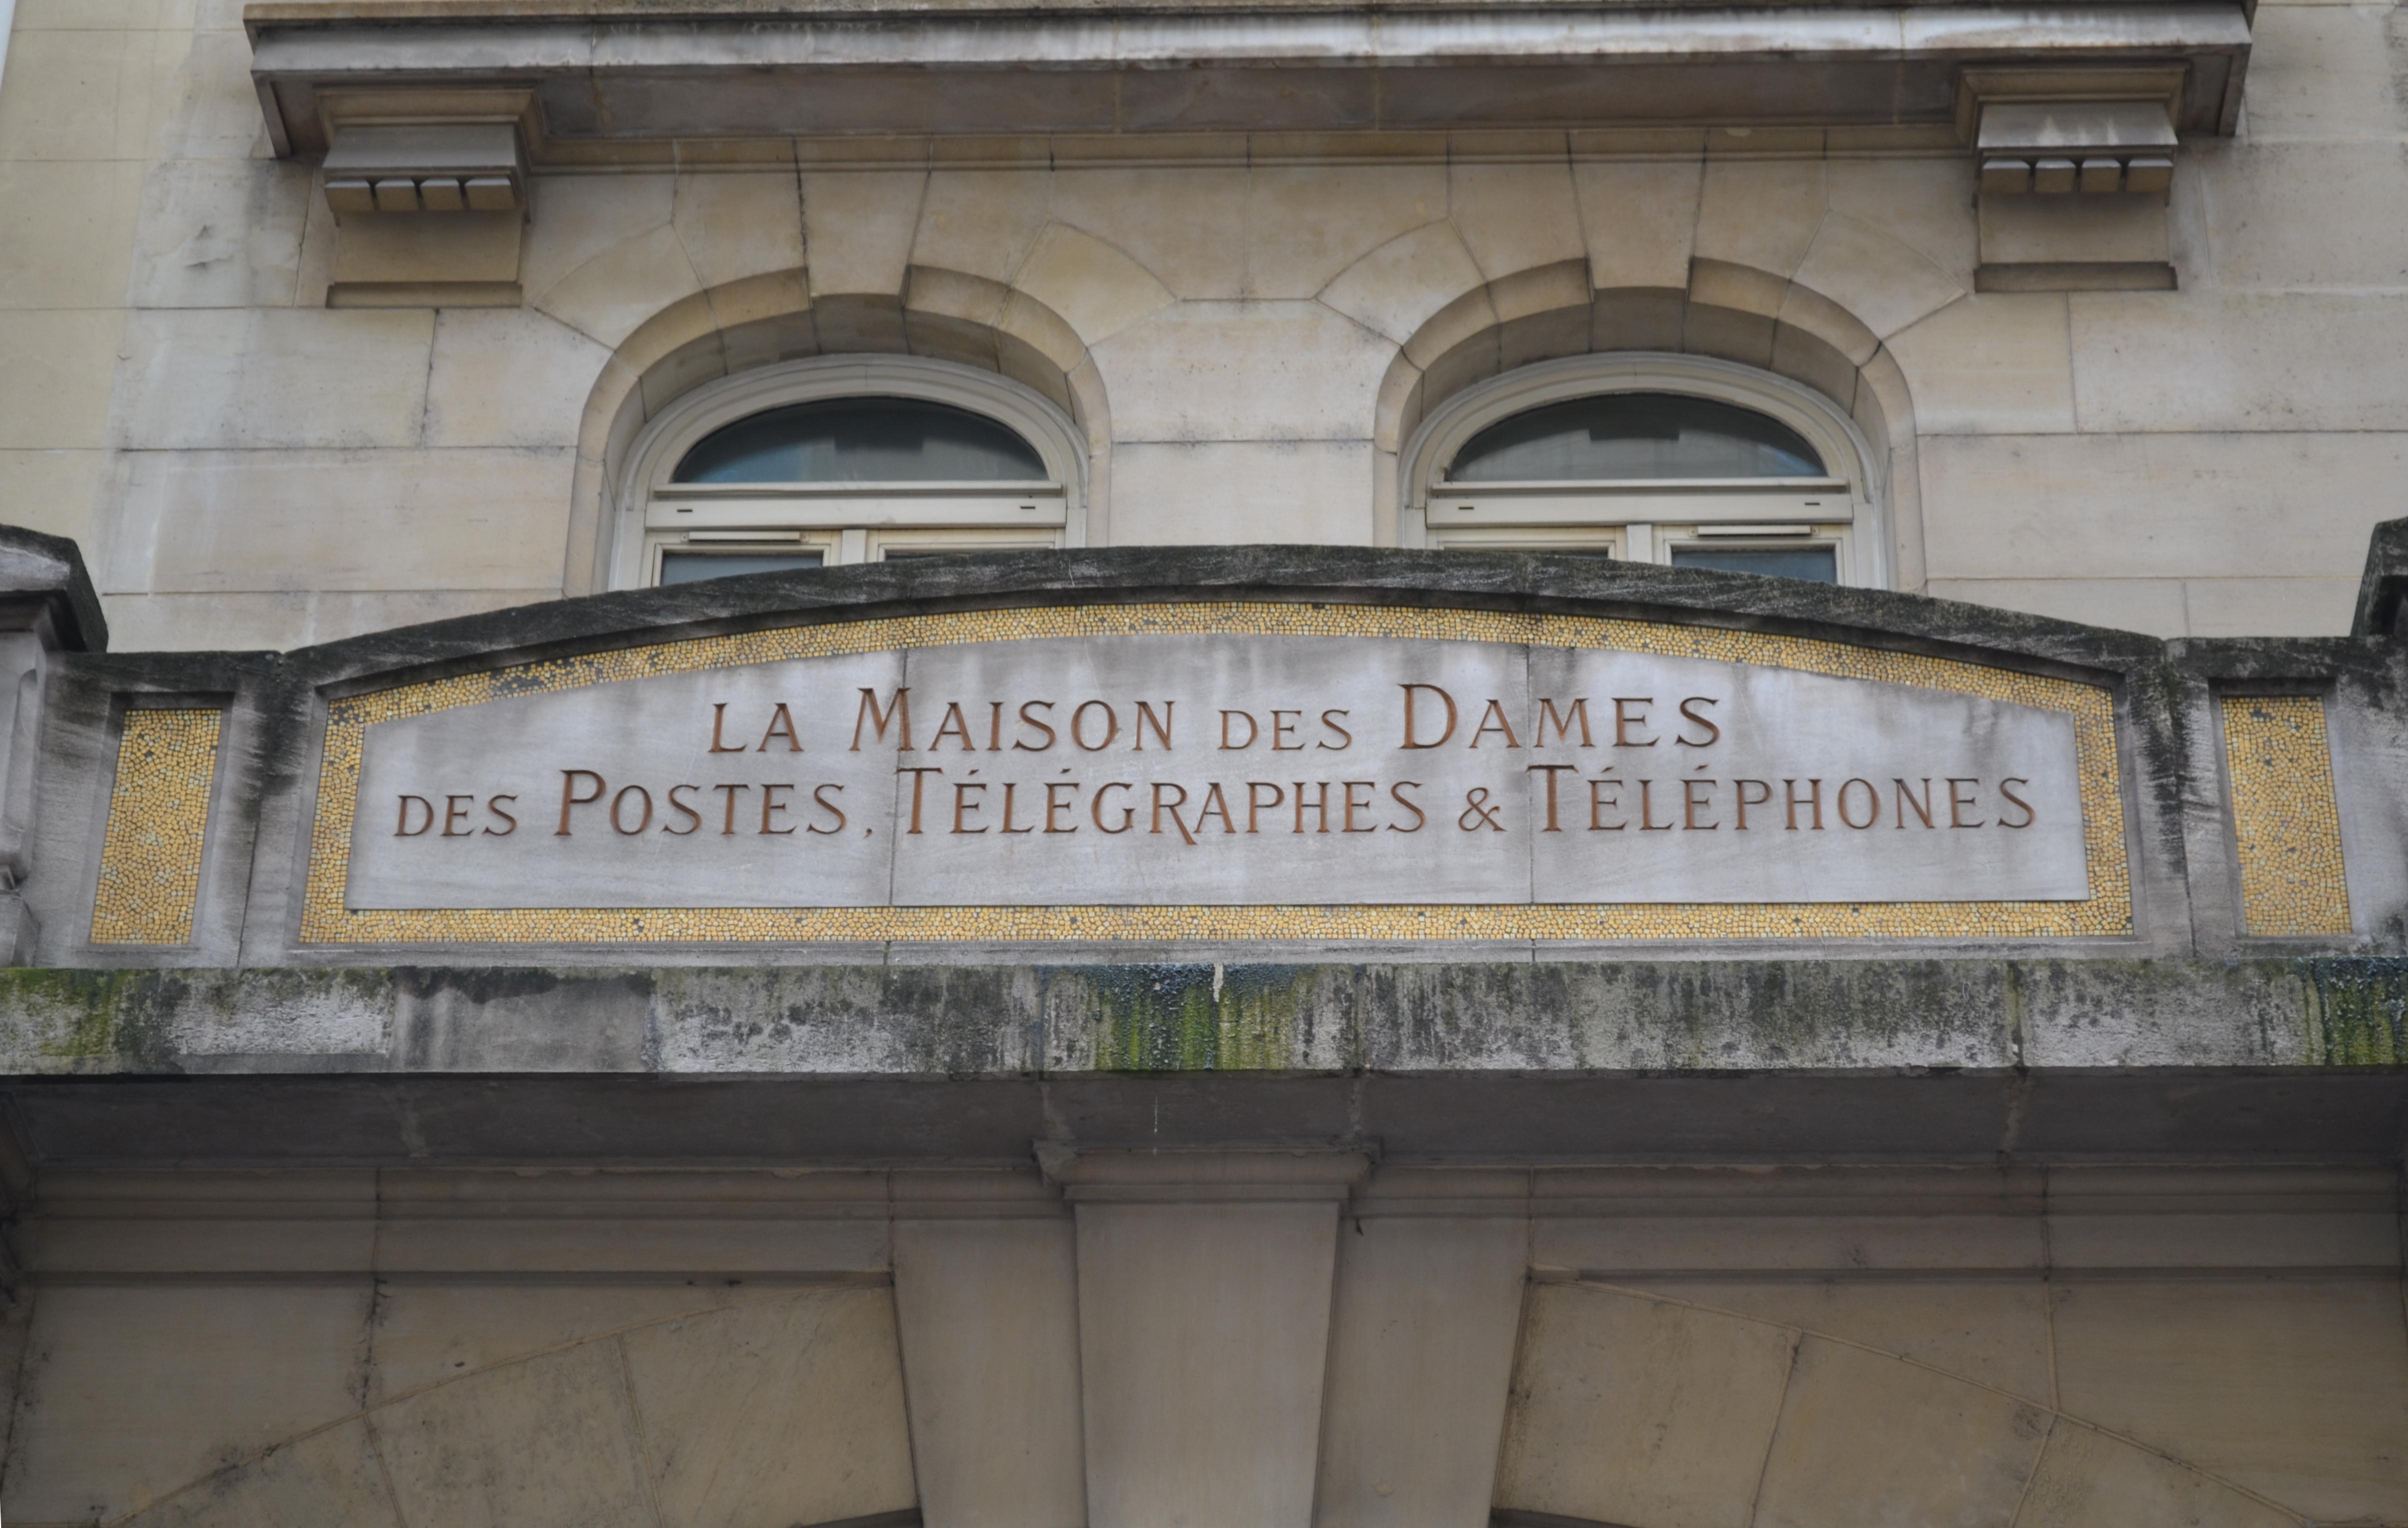 LA MAISON DES DAMES
DES POSTES, TÉLÉGRAPHES & TÉLÉPHONES